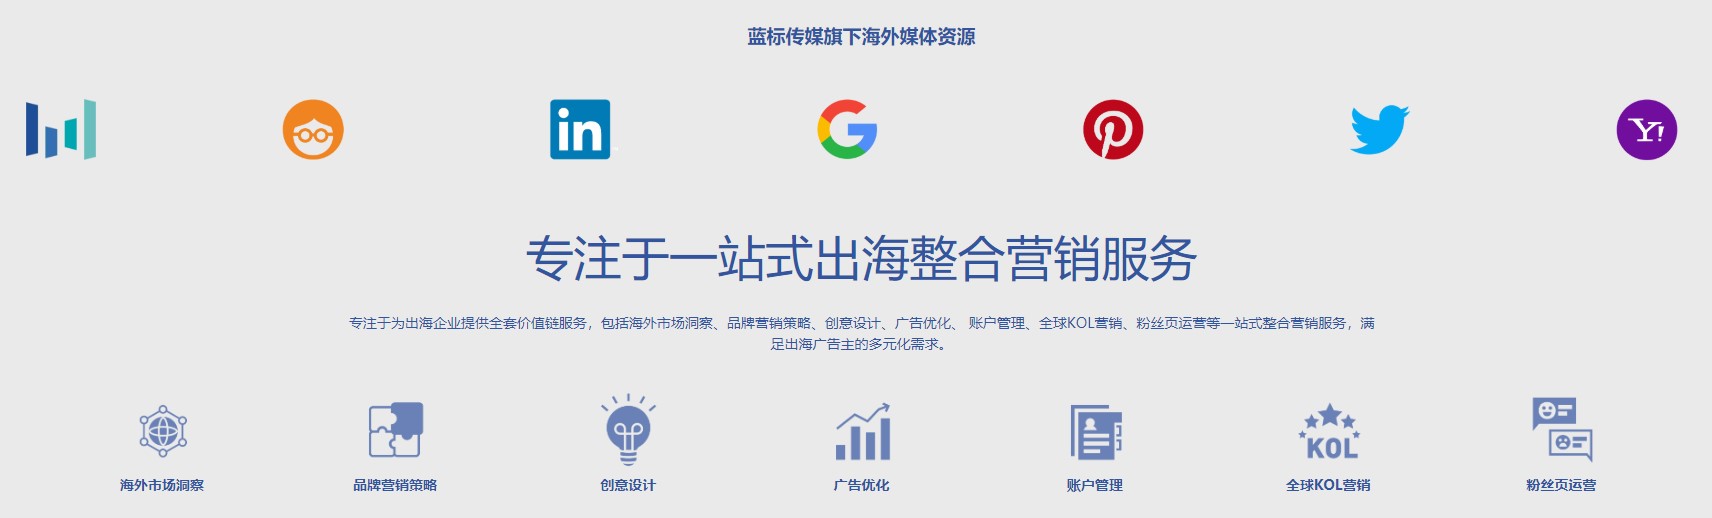 蓝标传媒旗下海外媒体资源
in
Y!
专注于一站式出海整合营销服务
专注于为出海企业提供全套价值链服务，包括海外市场洞察、品牌营销策略、创意设计、广告优化、 账户管理、全球KOL营销、粉丝页运营等一站式整合营销服务，满
足出海广告主的多元化需求。
KOL
海外市场洞察
品牌营销策略
创意设计
广告优化
账户管理
全球KOL营销
粉丝页运营